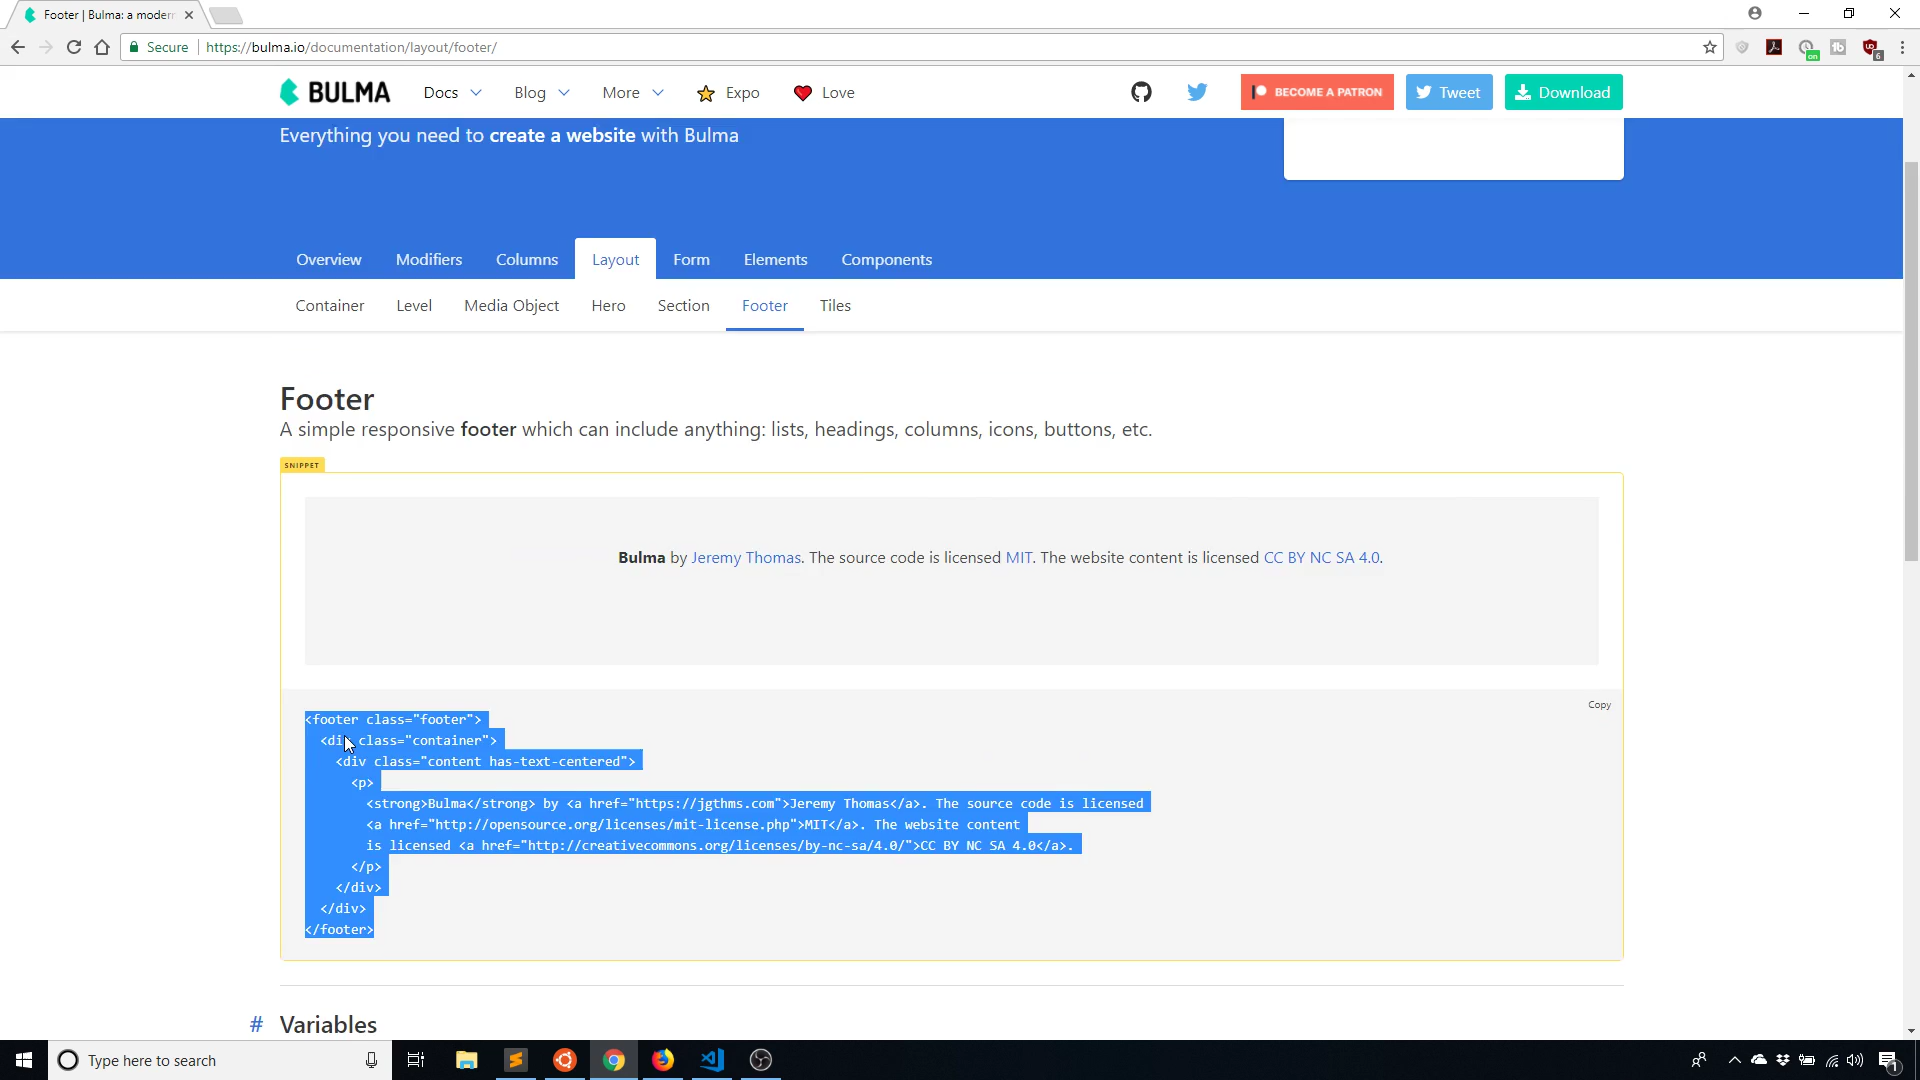 Footer | Bulma: a modern
Secure
https://bulma.io/documentation/layout/footer/
on
6
BULMA
Docs
Blog
More
Expo
Love
BECOME A PATRON
Tweet
Download
Everything you need to create a website with Bulma
Overview
Modifiers
Columns
Layout
Form
Elements
Components
Container
Level
Media Object
Hero
Section
Footer
Tiles
Footer
A simple responsive footer which can include anything: lists, headings, columns, icons, buttons, etc.
SNIPPET
Bulma by Jeremy Thomas. The source code is licensed MIT. The website content is licensed CC BY NC SA 4.0.
Copy
<footer class="footer">
  <div class="container">
    <div class="content has-text-centered">
      <p>
        <strong>Bulma</strong> by <a href="https://jgthms.com">Jeremy Thomas</a>. The source code is licensed
        <a href="http://opensource.org/licenses/mit-license.php">MIT</a>. The website content
        is licensed <a href="http://creativecommons.org/licenses/by-nc-sa/4.0/">CC BY NC SA 4.0</a>.
      </p>
    </div>
  </div>
</footer>
# Variables
Type here to search
1